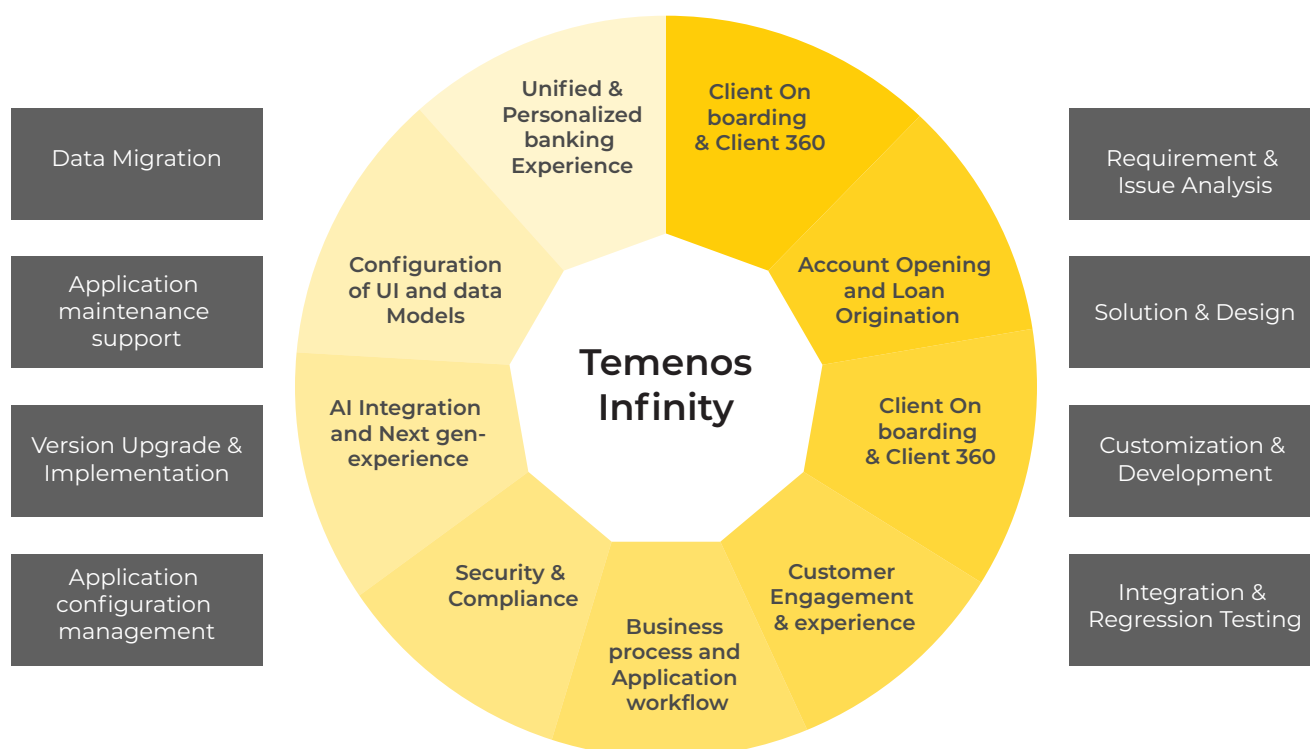 Data Migration
Application
maintenance
support
Version Upgrade &
Implementation
Application
configuration
management
Unified &
Personalized
banking
Experience
Client On
boarding
& Client 360
Account Opening
and Loan
Origination
Client On
boarding
& Client 360
Customer
Engagement
& experience
Business
process and
Application
workflow
Security &
Compliance
AI Integration
and Next gen-
experience
Configuration
of UI and data
Models
Temenos
Infinity
Requirement &
Issue Analysis
Solution & Design
Customization &
Development
Integration &
Regression Testing